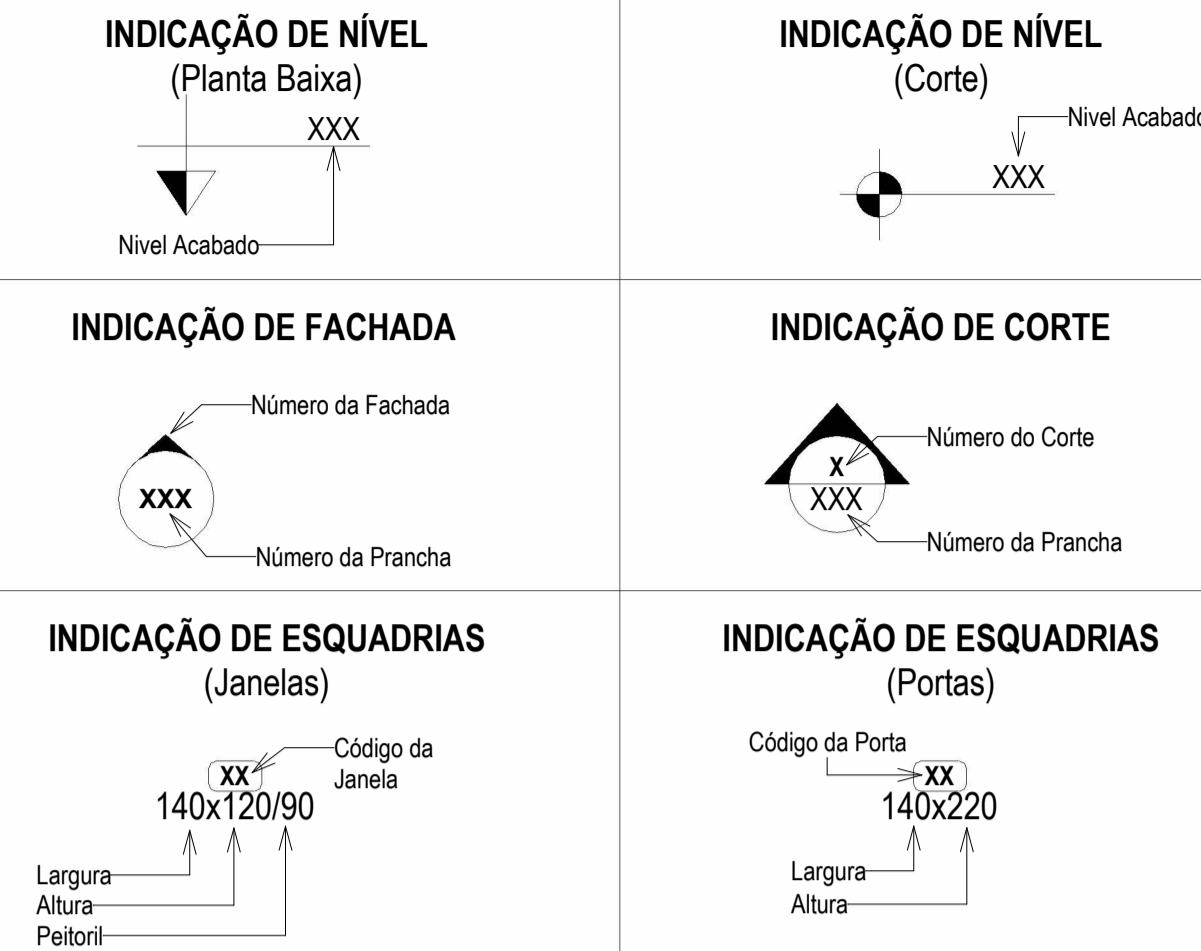 INDICAÇÃO DE NÍVEL
(Planta Baixa)
XXX
Nivel Acabado
INDICAÇÃO DE NÍVEL
(Corte)
Nivel Acabado
XXX
INDICAÇÃO DE FACHADA
Número da Fachada
XXX
Número da Prancha
INDICAÇÃO DE CORTE
Número do Corte
X
XXX
Número da Prancha
INDICAÇÃO DE ESQUADRIAS
(Janelas)
Código da
Janela
XX
140x120/90
Largura
Altura
Peitoril
INDICAÇÃO DE ESQUADRIAS
(Portas)
Código da Porta
XX
140x220
Largura
Altura